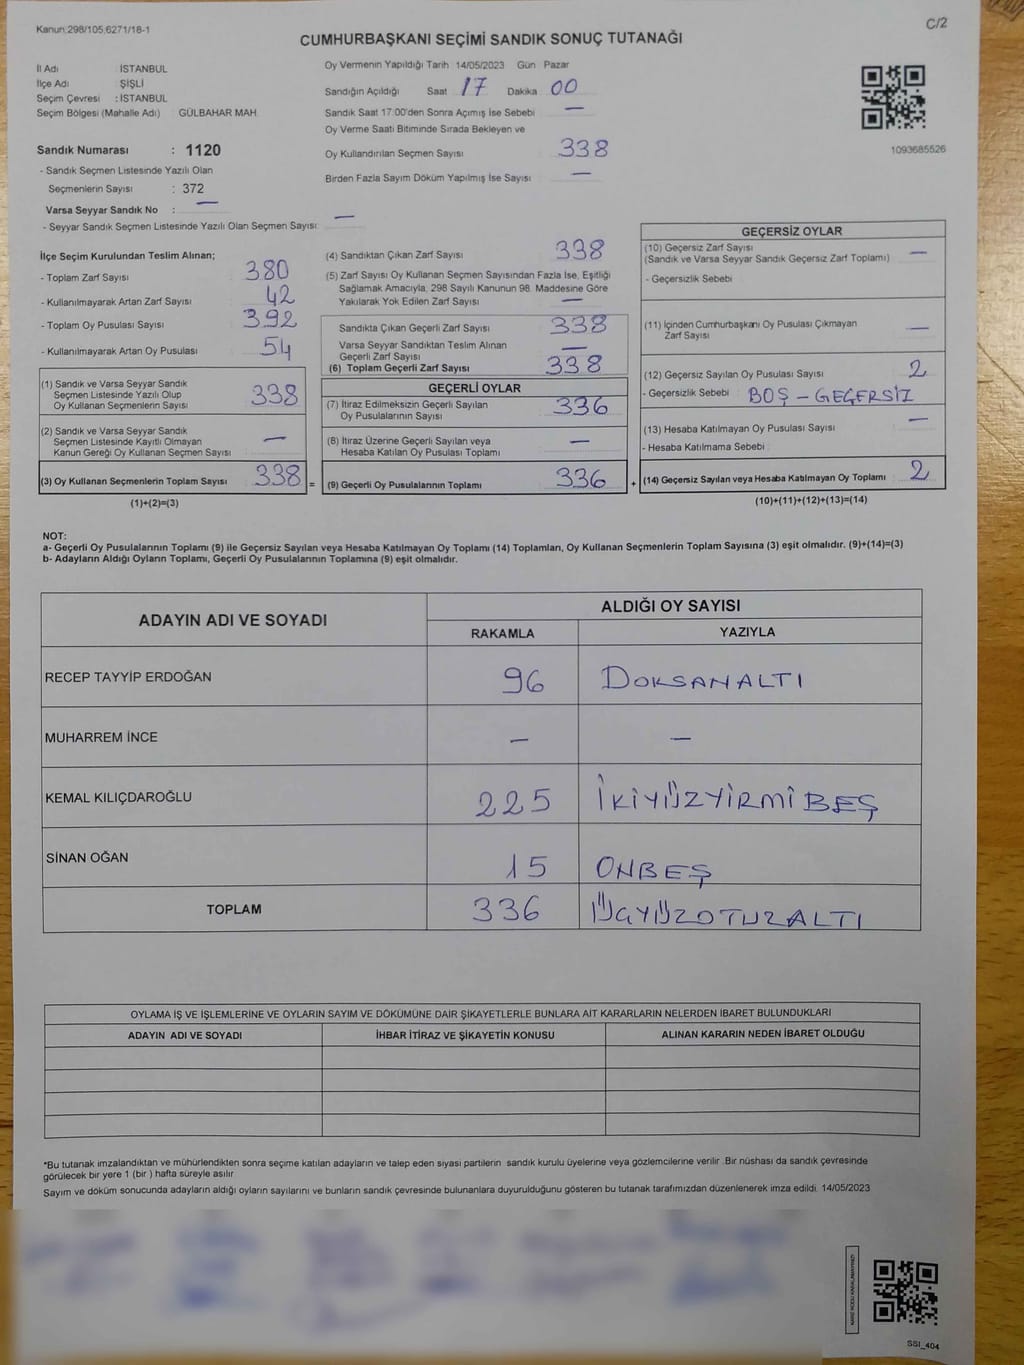 Kanun:298/105,6271/18-1
C/2
CUMHURBAŞKANI SEÇİMİ SANDIK SONUÇ TUTANAĞI
İl Adı : İSTANBUL
İlçe Adı : ŞİŞLİ
Seçim Çevresi : İSTANBUL
Seçim Bölgesi (Mahalle Adı) GÜLBAHAR MAH.
Sandık Numarası : 1120
- Sandık Seçmen Listesinde Yazılı Olan
Seçmenlerin Sayısı : 372
Varsa Seyyar Sandık No : —
- Seyyar Sandık Seçmen Listesinde Yazılı Olan Seçmen Sayısı: —
Oy Vermenin Yapıldığı Tarih 14/05/2023 Gün Pazar
Sandığın Açıldığı Saat 17 Dakika 00
Sandık Saat 17:00'den Sonra Açımış İse Sebebi —
Oy Verme Saati Bitiminde Sırada Bekleyen ve
Oy Kullandırılan Seçmen Sayısı 338
Birden Fazla Sayım Döküm Yapılmış İse Sayısı —
1093685526
İlçe Seçim Kurulundan Teslim Alınan;
- Toplam Zarf Sayısı 380
- Kullanılmayarak Artan Zarf Sayısı 42
- Toplam Oy Pusulası Sayısı 392
- Kullanılmayarak Artan Oy Pusulası 54
(1) Sandık ve Varsa Seyyar Sandık
Seçmen Listesinde Yazılı Olup
Oy Kullanan Seçmenlerin Sayısı 338
(2) Sandık ve Varsa Seyyar Sandık
Seçmen Listesinde Kayıtlı Olmayan
Kanun Gereği Oy Kullanan Seçmen Sayısı —
(3) Oy Kullanan Seçmenlerin Toplam Sayısı 338 =
(1)+(2)=(3)
(4) Sandıktan Çıkan Zarf Sayısı 338
(5) Zarf Sayısı Oy Kullanan Seçmen Sayısından Fazla İse, Eşitliği
Sağlamak Amacıyla, 298 Sayılı Kanunun 98. Maddesine Göre
Yakılarak Yok Edilen Zarf Sayısı —
Sandıkta Çıkan Geçerli Zarf Sayısı 338
Varsa Seyyar Sandıktan Teslim Alınan
Geçerli Zarf Sayısı —
(6) Toplam Geçerli Zarf Sayısı 338
GEÇERLİ OYLAR
(7) İtiraz Edilmeksizin Geçerli Sayılan
Oy Pusulalarının Sayısı 336
(8) İtiraz Üzerine Geçerli Sayılan veya
Hesaba Katılan Oy Pusulası Toplamı —
(9) Geçerli Oy Pusulalarının Toplamı 336 +
GEÇERSİZ OYLAR
(10) Geçersiz Zarf Sayısı
(Sandık ve Varsa Seyyar Sandık Geçersiz Zarf Toplamı) —
- Geçersizlik Sebebi
(11) İçinden Cumhurbaşkanı Oy Pusulası Çıkmayan
Zarf Sayısı —
(12) Geçersiz Sayılan Oy Pusulası Sayısı 2
- Geçersizlik Sebebi : BOŞ - GEÇERSİZ
(13) Hesaba Katılmayan Oy Pusulası Sayısı —
- Hesaba Katılmama Sebebi
(14) Geçersiz Sayılan veya Hesaba Katılmayan Oy Toplamı 2
(10)+(11)+(12)+(13)=(14)
NOT:
a- Geçerli Oy Pusulalarının Toplamı (9) ile Geçersiz Sayılan veya Hesaba Katılmayan Oy Toplamı (14) Toplamları, Oy Kullanan Seçmenlerin Toplam Sayısına (3) eşit olmalıdır. (9)+(14)=(3)
b- Adayların Aldığı Oyların Toplamı, Geçerli Oy Pusulalarının Toplamına (9) eşit olmalıdır.
ADAYIN ADI VE SOYADI
ALDIĞI OY SAYISI
RAKAMLA YAZIYLA
RECEP TAYYİP ERDOĞAN 96 DOKSANALTI
MUHARREM İNCE — —
KEMAL KILIÇDAROĞLU 225 İKİYÜZYİRMİBEŞ
SİNAN OĞAN 15 ONBEŞ
TOPLAM 336 ÜÇYÜZOTUZALTI
OYLAMA İŞ VE İŞLEMLERİNE VE OYLARIN SAYIM VE DÖKÜMÜNE DAİR ŞİKAYETLERLE BUNLARA AİT KARARLARIN NELERDEN İBARET BULUNDUKLARI
ADAYIN ADI VE SOYADI İHBAR İTİRAZ VE ŞİKAYETİN KONUSU ALINAN KARARIN NEDEN İBARET OLDUĞU
*Bu tutanak imzalandıktan ve mühürlendikten sonra seçime katılan adayların ve talep eden siyasi partilerin sandık kurulu üyelerine veya gözlemcilerine verilir .Bir nüshası da sandık çevresinde
görülecek bir yere 1 (bir ) hafta süreyle asılır
Sayım ve döküm sonucunda adayların aldığı oyların sayılarını ve bunların sandık çevresinde bulunanlara duyurulduğunu gösteren bu tutanak tarafımızdan düzenlenerek imza edildi. 14/05/2023
SSI_404